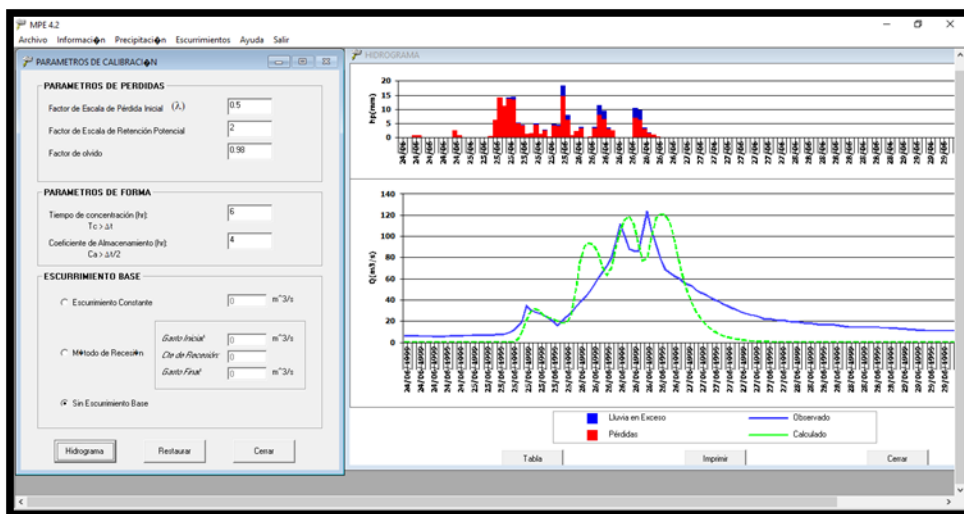 MPE 4.2
Archivo Informaci�n Precipitaci�n Escurrimientos Ayuda Salir
PARAMETROS DE CALIBRACI�N
PARAMETROS DE PERDIDAS
Factor de Escala de Pérdida Inicial (λ) 0.5
Factor de Escala de Retención Potencial 2
Factor de olvido 0.98
PARAMETROS DE FORMA
Tiempo de concentración (hr): 6
Tc > Δt
Coeficiente de Almacenamiento (hr): 4
Ca > Δt/2
ESCURRIMIENTO BASE
Escurrimiento Constante 0 m^3/s
M�todo de Recesi�n
Gasto Inicial: 0 m^3/s
Cte de Recesión: 0
Gasto Final: 0 m^3/s
Sin Escurrimiento Base
Hidrograma Restaurar Cerrar
HIDROGRAMA
hp(mm)
20
15
10
5
0
Q(m3/s)
140
120
100
80
60
40
20
0
Lluvia en Exceso
Observado
Pérdidas
Calculado
Tabla Imprimir Cerrar